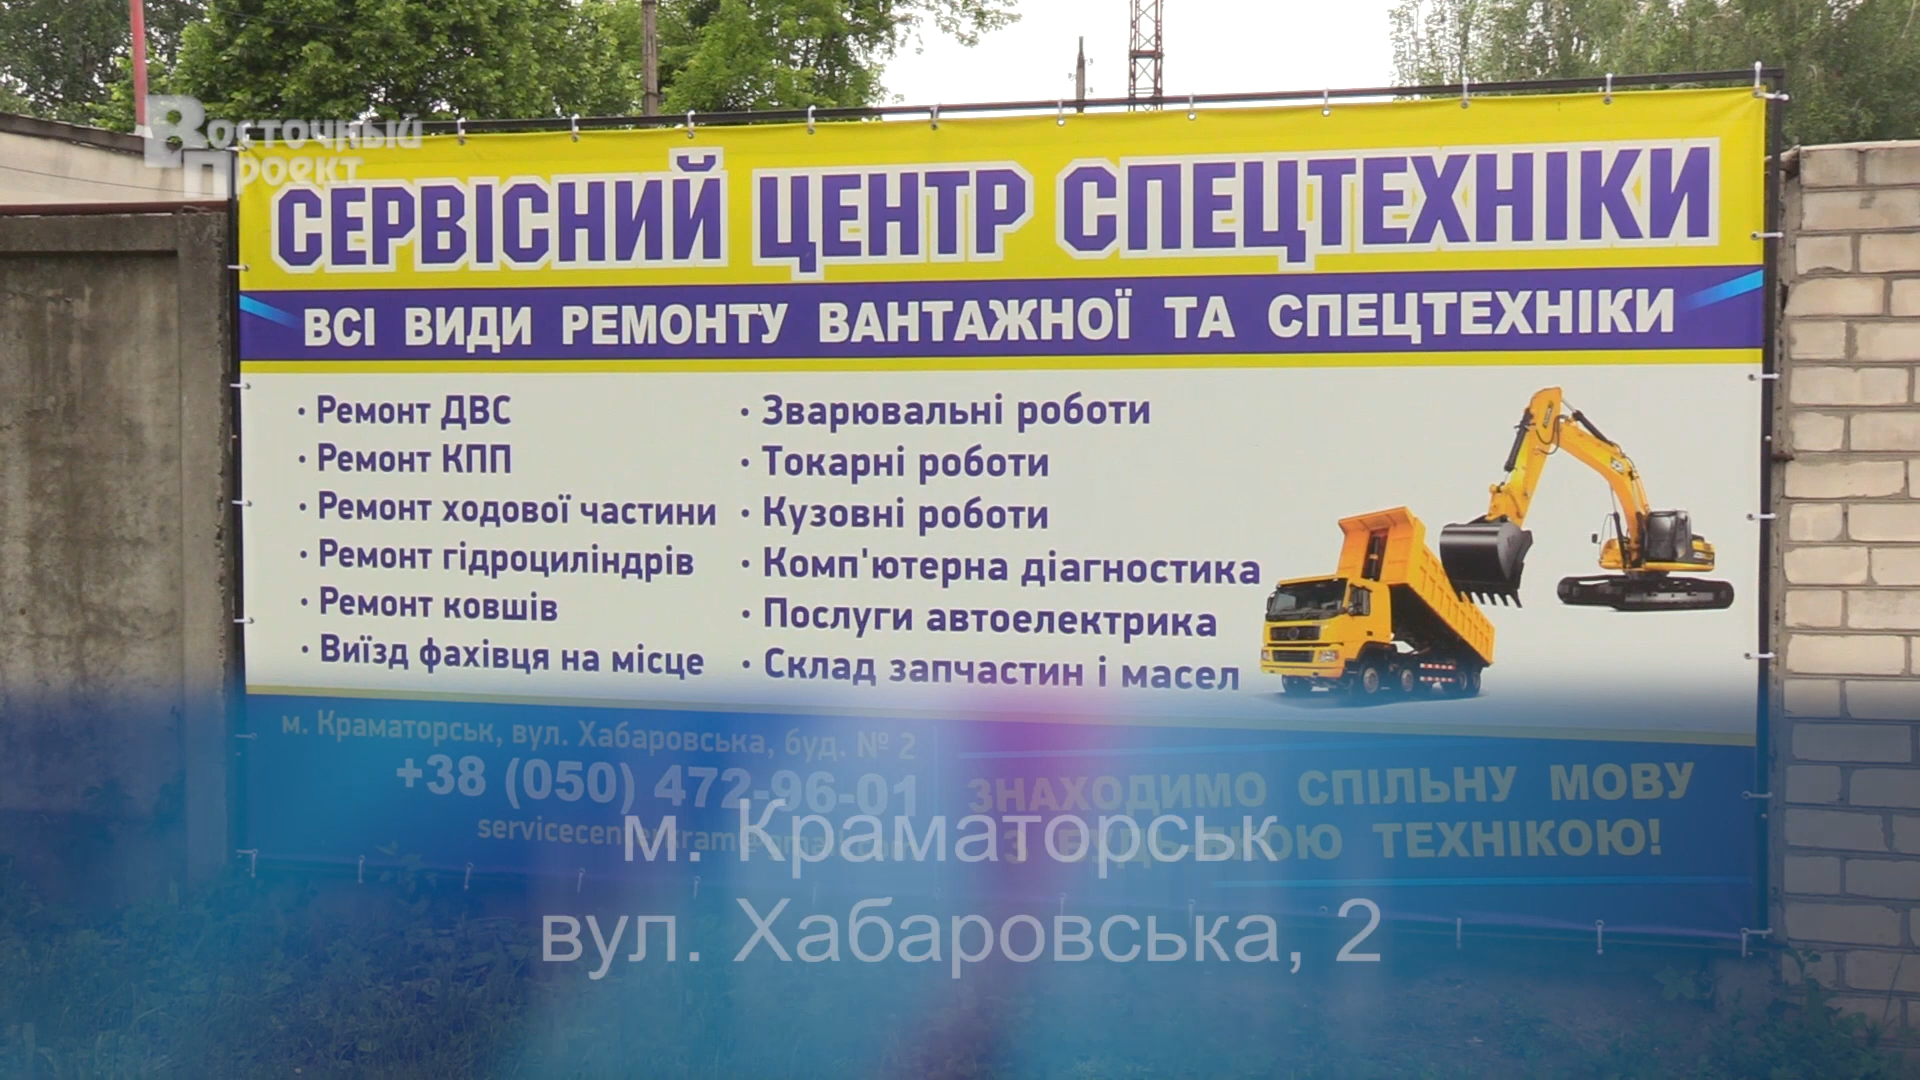 Восточный
Проект
СЕРВІСНИЙ ЦЕНТР СПЕЦТЕХНІКИ
ВСІ ВИДИ РЕМОНТУ ВАНТАЖНОЇ ТА СПЕЦТЕХНІКИ
· Ремонт ДВС
· Ремонт КПП
· Ремонт ходової частини
· Ремонт гідроциліндрів
· Ремонт ковшів
· Виїзд фахівця на місце
· Зварювальні роботи
· Токарні роботи
· Кузовні роботи
· Комп'ютерна діагностика
· Послуги автоелектрика
· Склад запчастин і масел
м. Краматорськ, вул. Хабаровська, буд. № 2
+38 (050) 472-96-01
ЗНАХОДИМО СПІЛЬНУ МОВУ
З БУДЬ-ЯКОЮ ТЕХНІКОЮ!
м. Краматорськ
вул. Хабаровська, 2